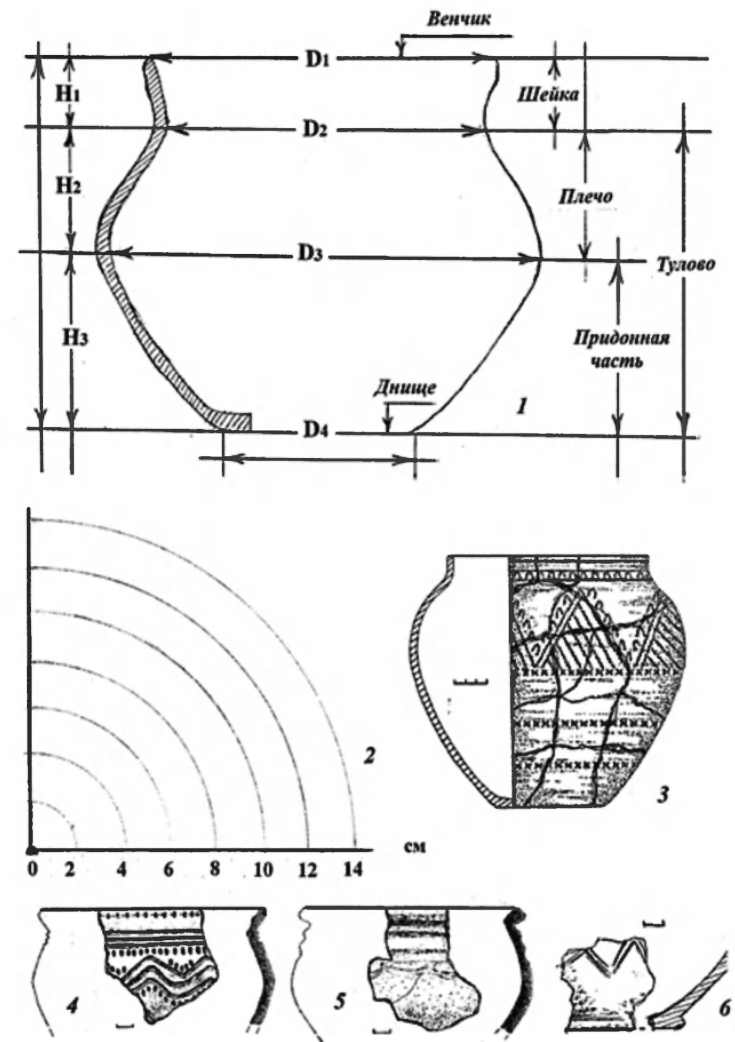 Венчик
D1
H1
Шейка
D2
H2
Плечо
D3
Тулово
H3
Придонная
часть
Днище
1
D4
2
3
см
0 2 4 6 8 10 12 14
4
5
6